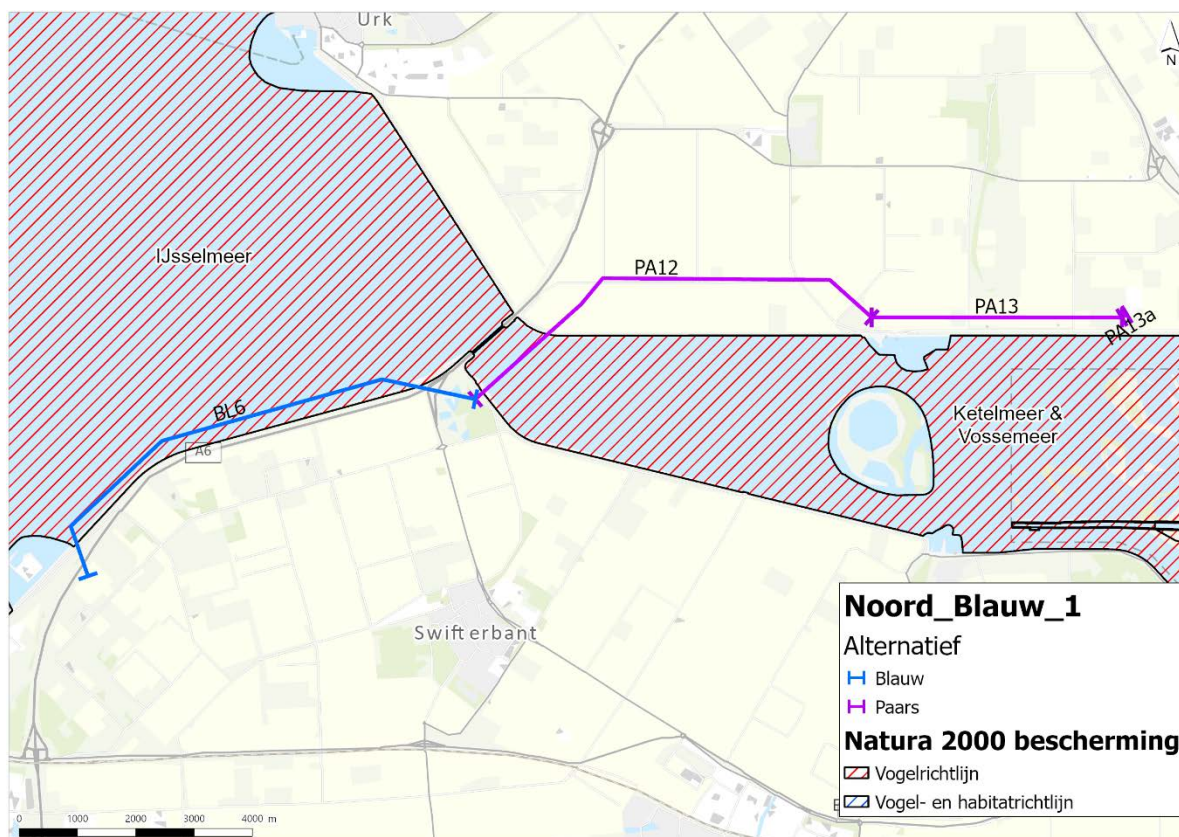 Urk
N
IJsselmeer
PA12
PA13
PA13a
BL6
A6
Ketelmeer &
Vossemeer
Swifterbant
Noord_Blauw_1
Alternatief
Blauw
Paars
Natura 2000 bescherming
Vogelrichtlijn
Vogel- en habitatrichtlijn
0 1000 2000 3000 4000 m